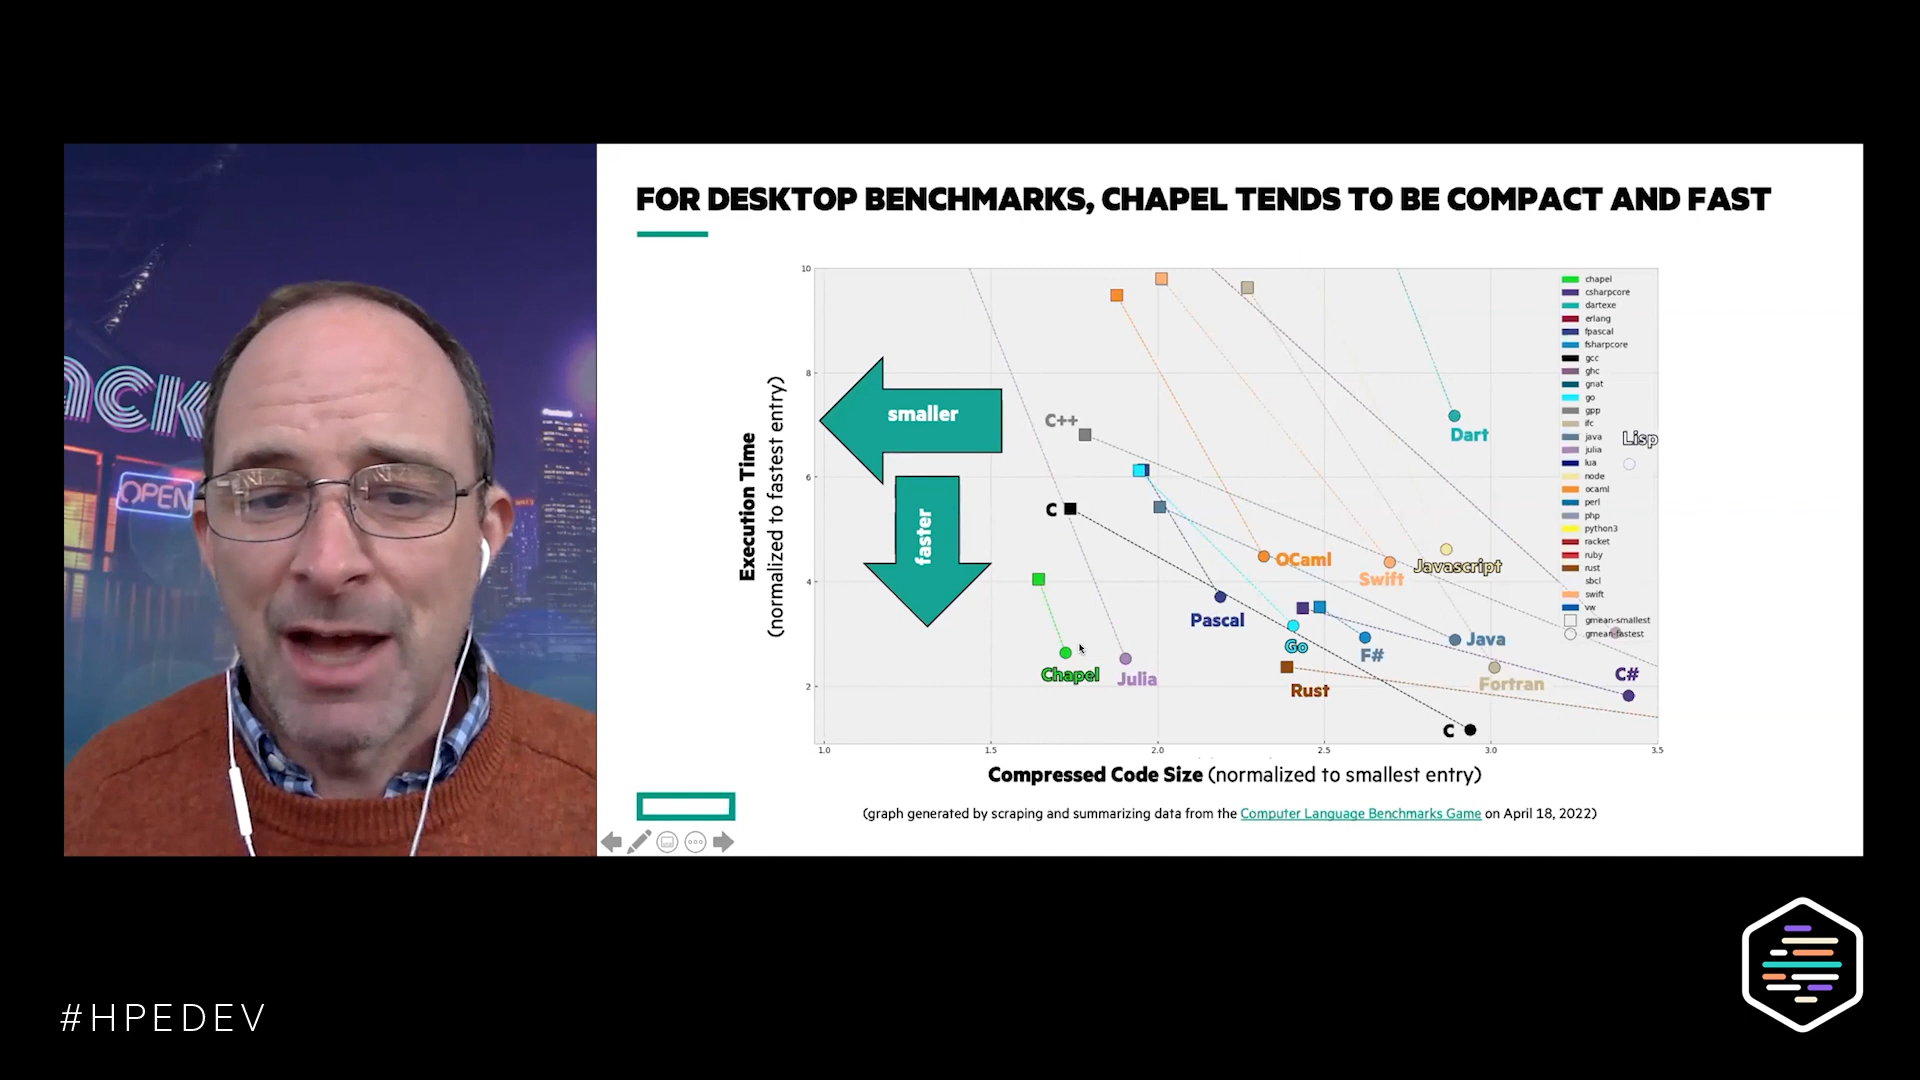 ACK
OPEN
FOR DESKTOP BENCHMARKS, CHAPEL TENDS TO BE COMPACT AND FAST
Execution Time
(normalized to fastest entry)
10
8
6
4
2
smaller
faster
C++
C
Chapel
Julia
Pascal
OCaml
Go
Rust
Swift
F#
Javascript
Java
Fortran
C
Dart
Lisp
C#
chapel
csharpcore
dartexe
erlang
fpascal
fsharpcore
gcc
ghc
gnat
go
gpp
ifc
java
julia
lua
node
ocaml
perl
php
python3
racket
ruby
rust
sbcl
swift
vw
gmean-smallest
gmean-fastest
1.0 1.5 2.0 2.5 3.0 3.5
Compressed Code Size (normalized to smallest entry)
(graph generated by scraping and summarizing data from the Computer Language Benchmarks Game on April 18, 2022)
#HPEDEV